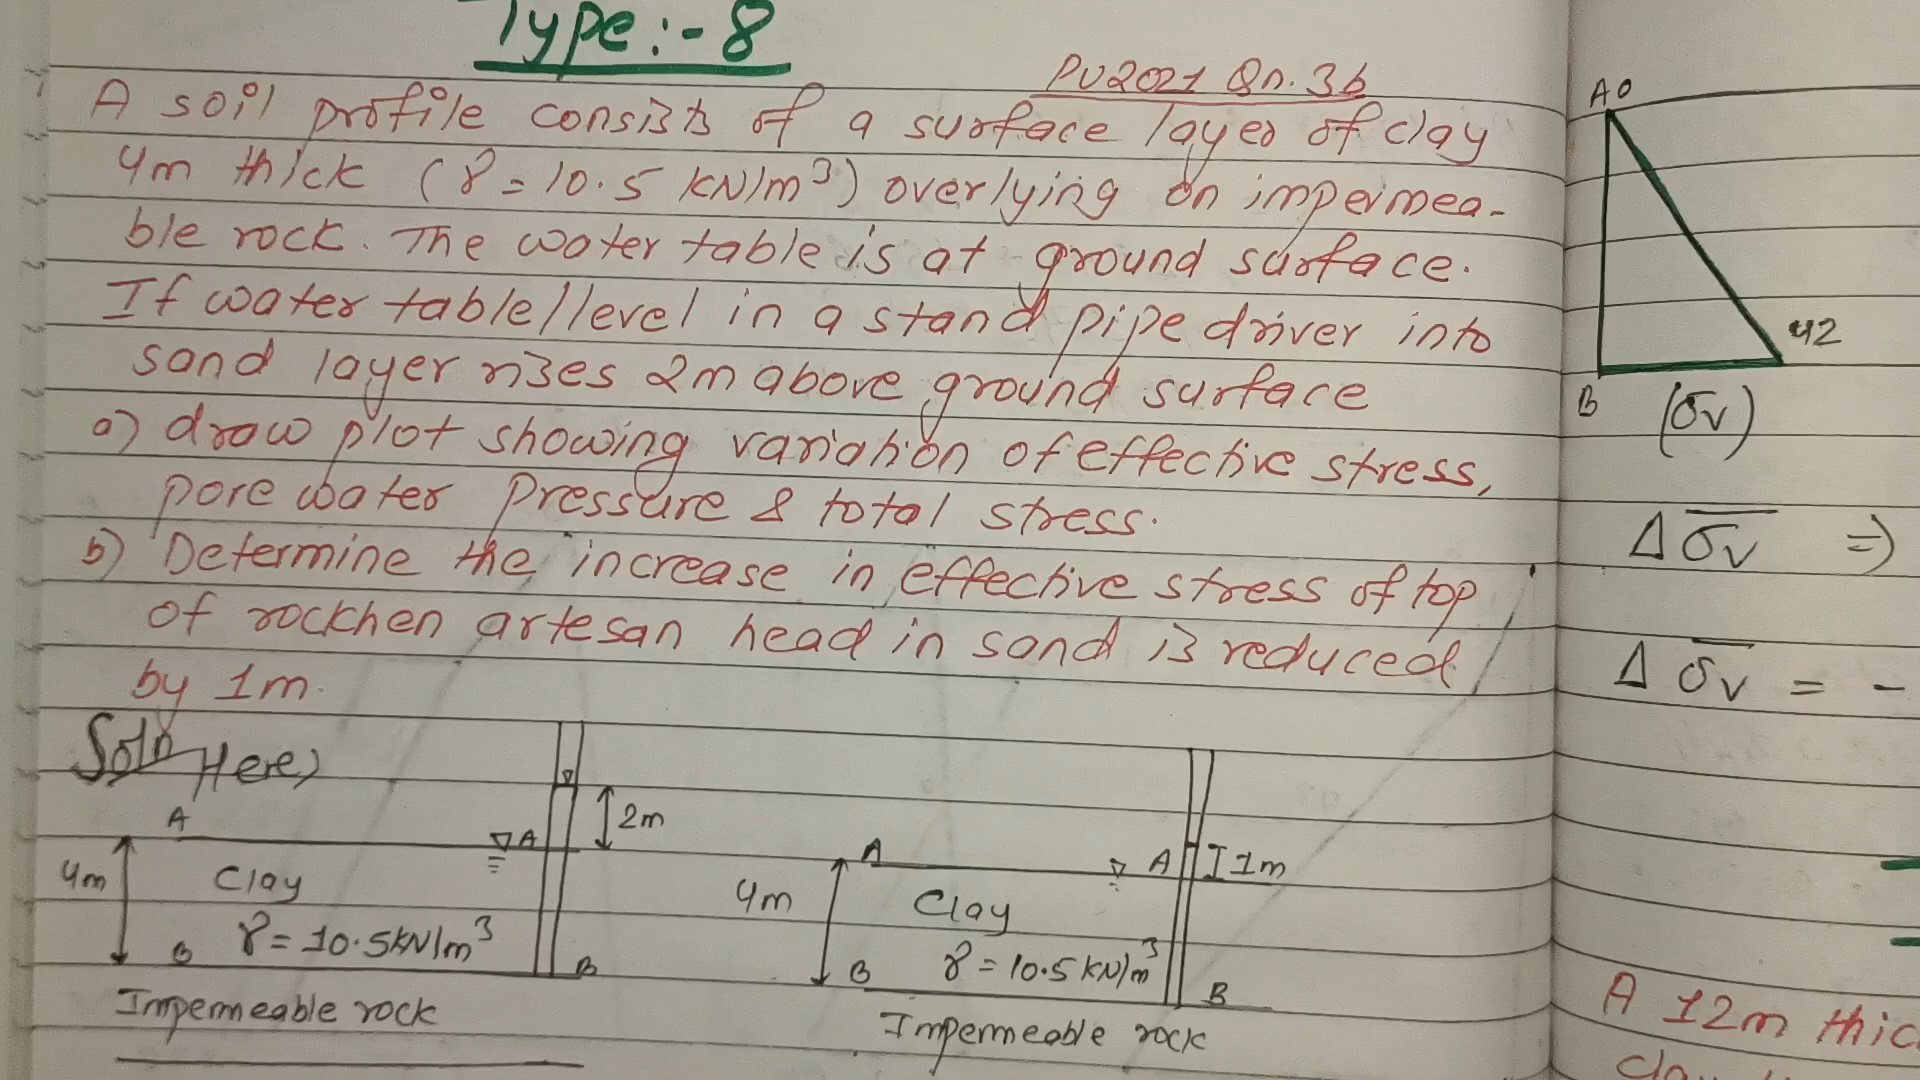 Type:- 8
PU2021 Qn. 3b
A soil profile consists of a surface layer of clay
4m thick (γ = 10.5 kN/m³) overlying on impermea-
ble rock. The water table is at ground surface.
If water table/level in a stand pipe driver into
sand layer rises 2m above ground surface
a) draw plot showing variation of effective stress,
pore water pressure & total stress.
b) Determine the increase in effective stress of top
of rockhen artesan head in sand is reduced
by 1m.
Soln Here,
A
2m
A
4m
Clay
γ = 10.5kN/m³
B
B
Impermeable rock
A
A
1m
4m
Clay
γ = 10.5 kN/m³
B
B
Impermeable rock
A 0
42
B
(σv)
Δσv =)
Δσv = -
A 12m thic